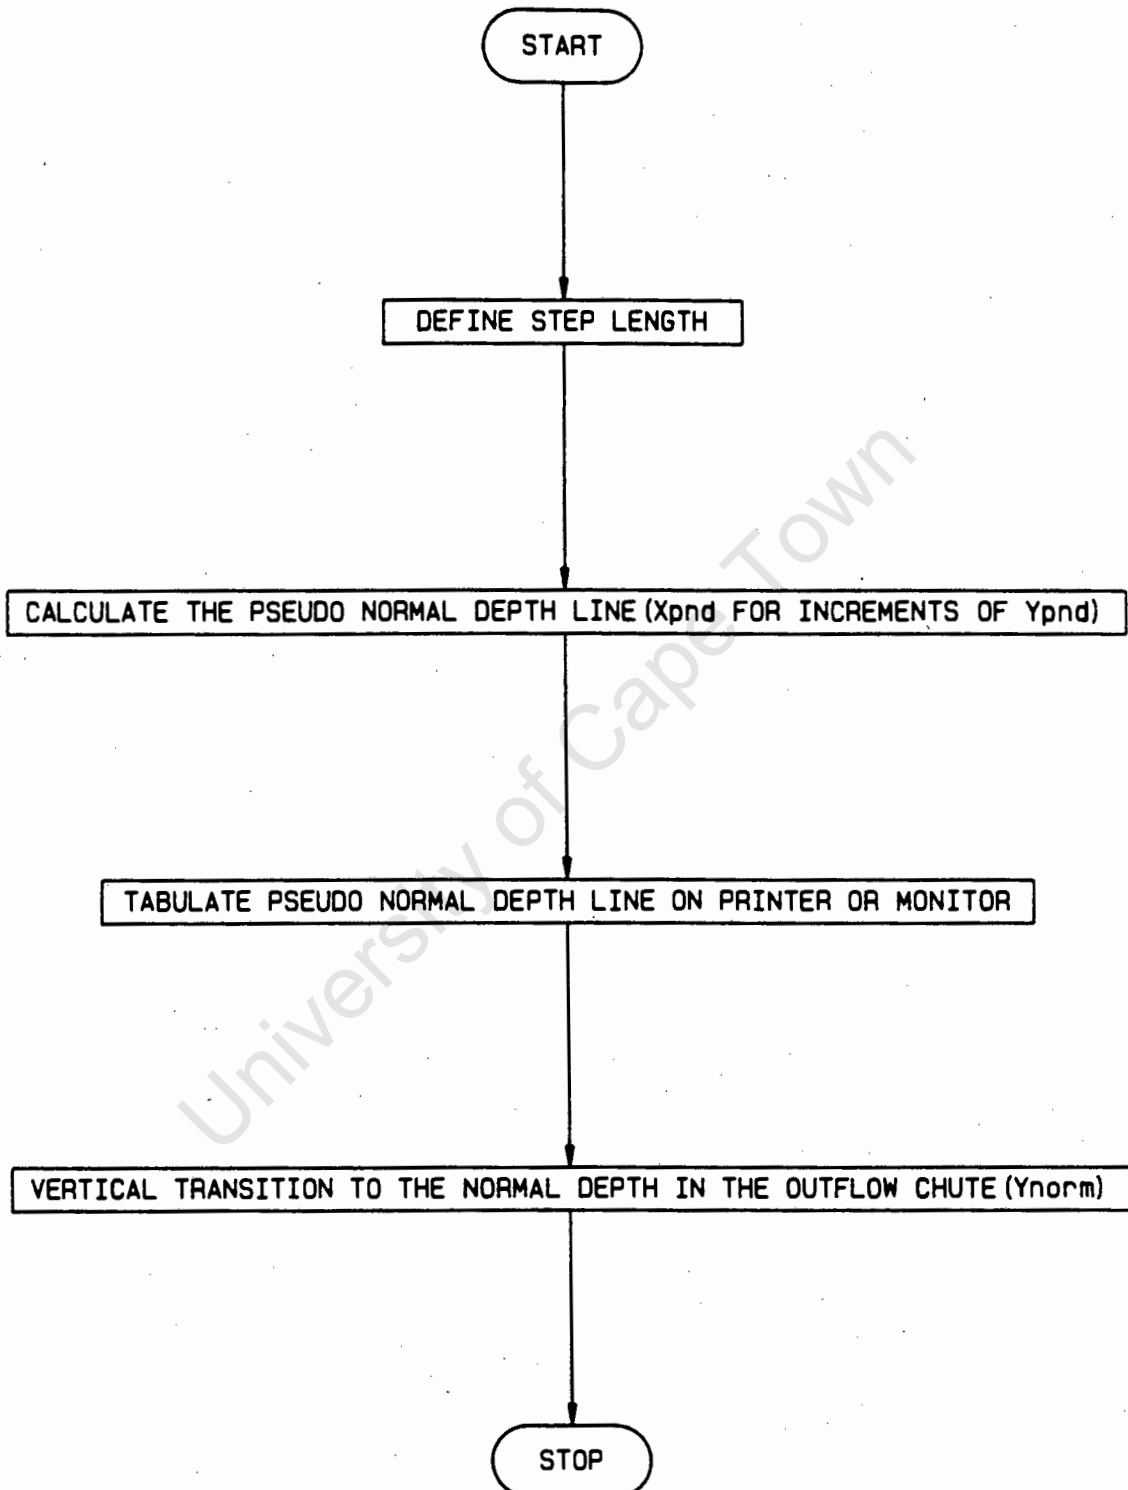 START
DEFINE STEP LENGTH
CALCULATE THE PSEUDO NORMAL DEPTH LINE (Xpnd FOR INCREMENTS OF Ypnd)
TABULATE PSEUDO NORMAL DEPTH LINE ON PRINTER OR MONITOR
VERTICAL TRANSITION TO THE NORMAL DEPTH IN THE OUTFLOW CHUTE (Ynorm)
STOP
University of Cape Town